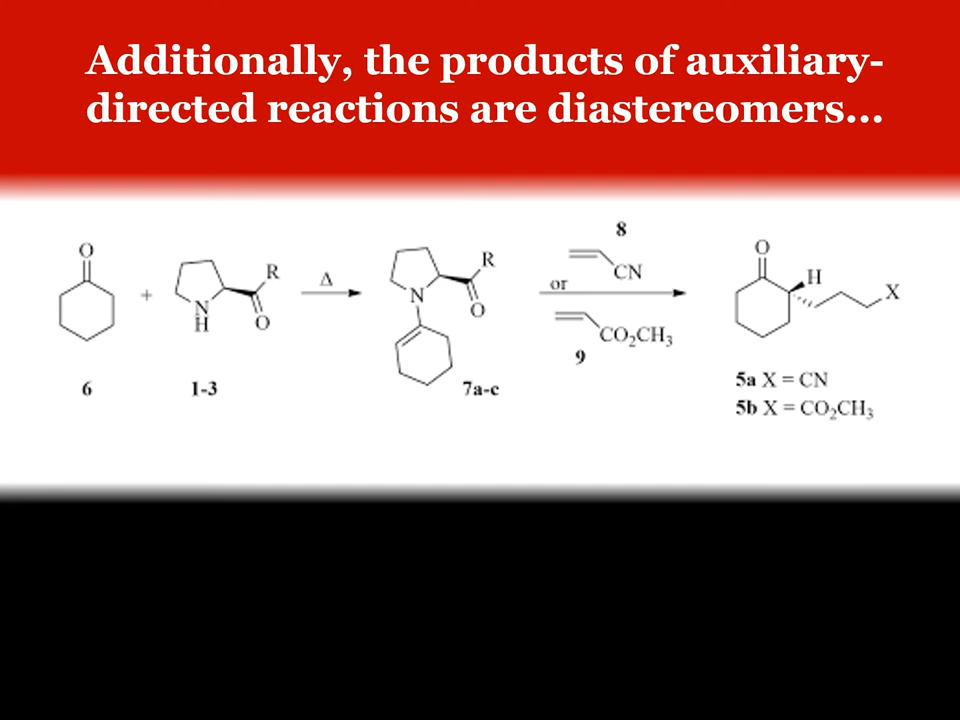 Additionally, the products of auxiliary-
directed reactions are diastereomers...
O
+
N
H
R
O
Δ
N
R
O
8
CN
or
CO₂CH₃
9
O
H
X
6
1-3
7a-c
5a X = CN
5b X = CO₂CH₃